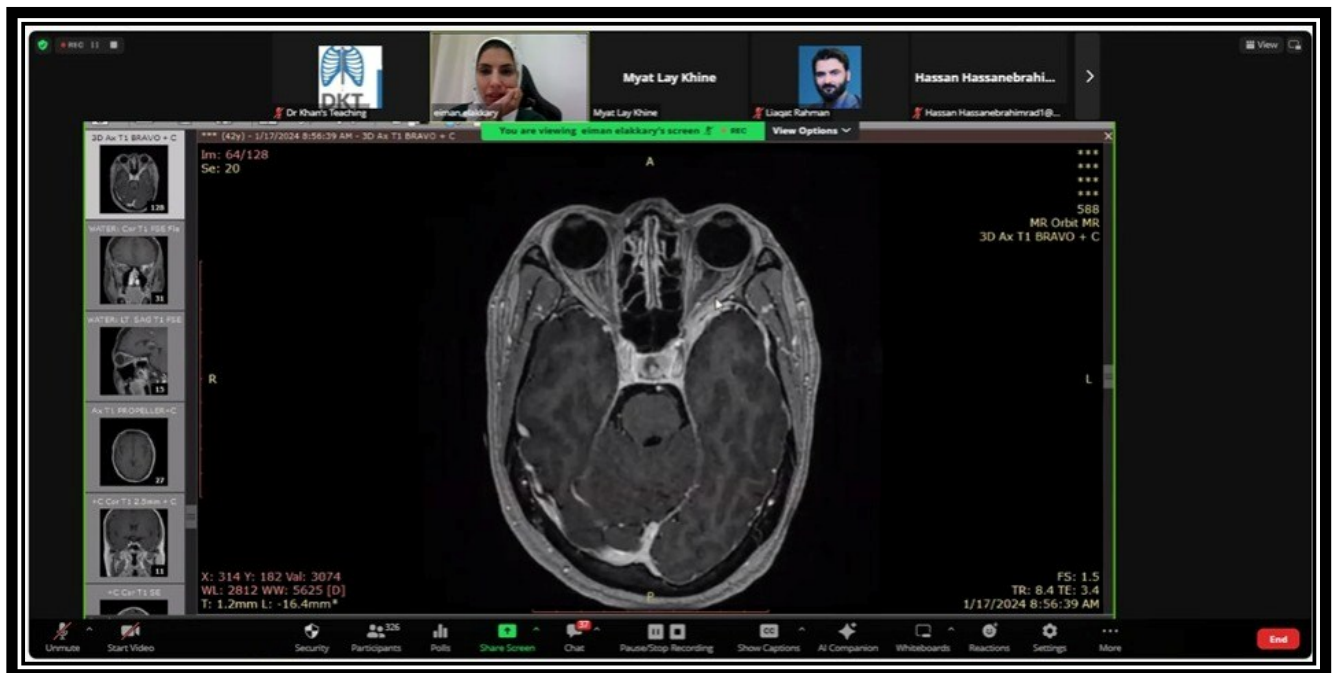 REC
View
DKT
Dr Khan's Teaching
eiman elakkary
Myat Lay Khine
Myat Lay Khine
Liaqat Rahman
Hassan Hassanebrahi...
Hassan Hassanebrahimrad1@...
You are viewing eiman elakkary's screen
REC
View Options
3D Ax T1 BRAVO + C
*** (42y) - 1/17/2024 8:56:39 AM - 3D Ax T1 BRAVO + C
Im: 64/128
Se: 20
A
***
***
***
***
588
MR Orbit MR
3D Ax T1 BRAVO + C
128
WATER: Cor T1 FSE Fle
31
R
L
WATER: LT SAG T1 FSE
15
Ax T1 PROPELLER+C
27
+C Cor T1 2.5mm + C
11
+C Cor T1 SE
X: 314 Y: 182 Val: 3074
WL: 2812 WW: 5625 [D]
T: 1.2mm L: -16.4mm*
P
FS: 1.5
TR: 8.4 TE: 3.4
1/17/2024 8:56:39 AM
Unmute
Start Video
Security
326
Participants
Polls
Share Screen
37
Chat
Pause/Stop Recording
CC
Show Captions
AI Companion
Whiteboards
Reactions
Settings
More
End